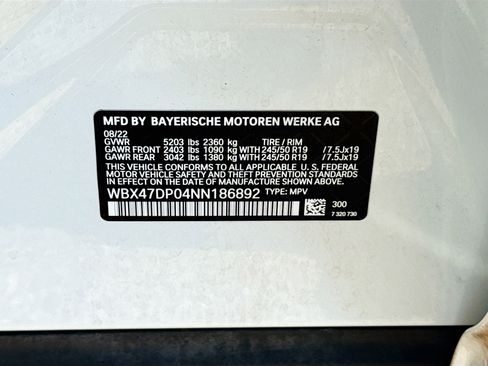 MFD BY BAYERISCHE MOTOREN WERKE AG
08/22
GVWR 5203 lbs 2360 kg TIRE / RIM
GAWR FRONT 2403 lbs 1090 kg WITH 245/50 R19 /7.5Jx19
GAWR REAR 3042 lbs 1380 kg WITH 245/50 R19 /7.5Jx19
THIS VEHICLE CONFORMS TO ALL APPLICABLE U. S. FEDERAL
MOTOR VEHICLE SAFETY, BUMPER, AND THEFT PREVENTION
STANDARDS IN EFFECT ON THE DATE OF MANUFACTURE SHOWN ABOVE.
WBX47DP04NN186892 TYPE: MPV
300
7 320 730